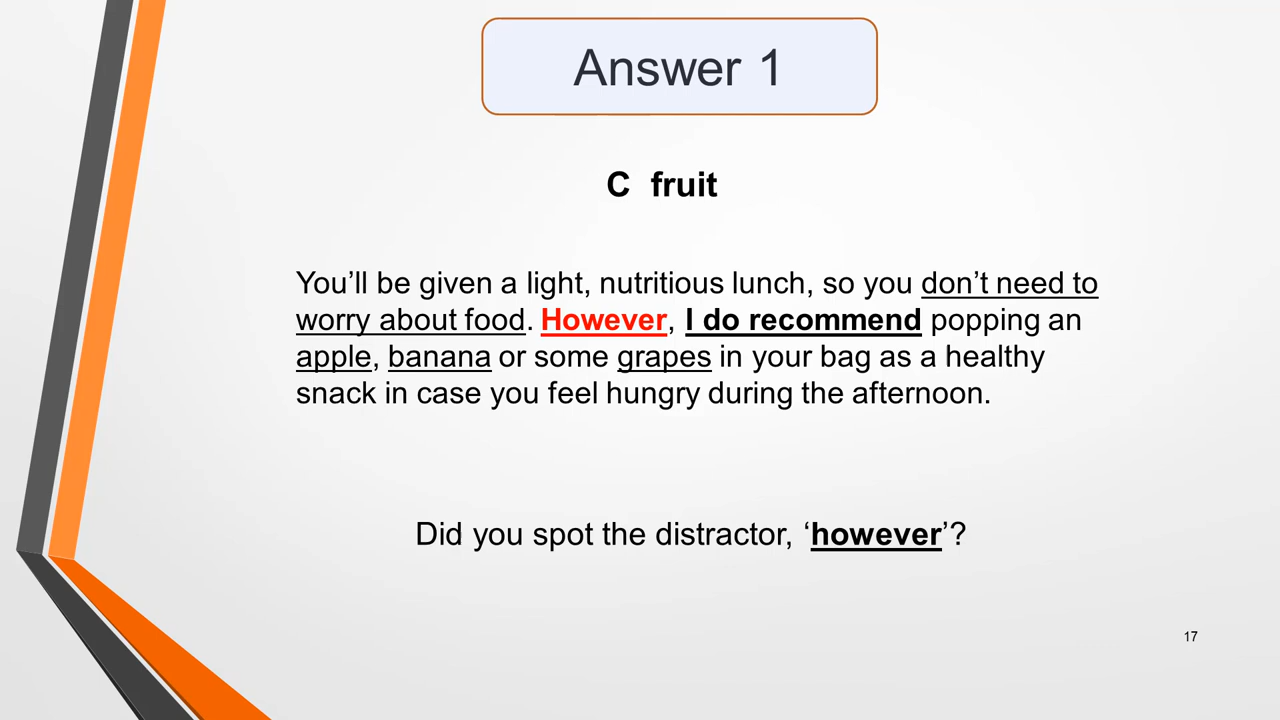 Answer 1
C fruit
You’ll be given a light, nutritious lunch, so you don’t need to
worry about food. However, I do recommend popping an
apple, banana or some grapes in your bag as a healthy
snack in case you feel hungry during the afternoon.
Did you spot the distractor, ‘however’?
17